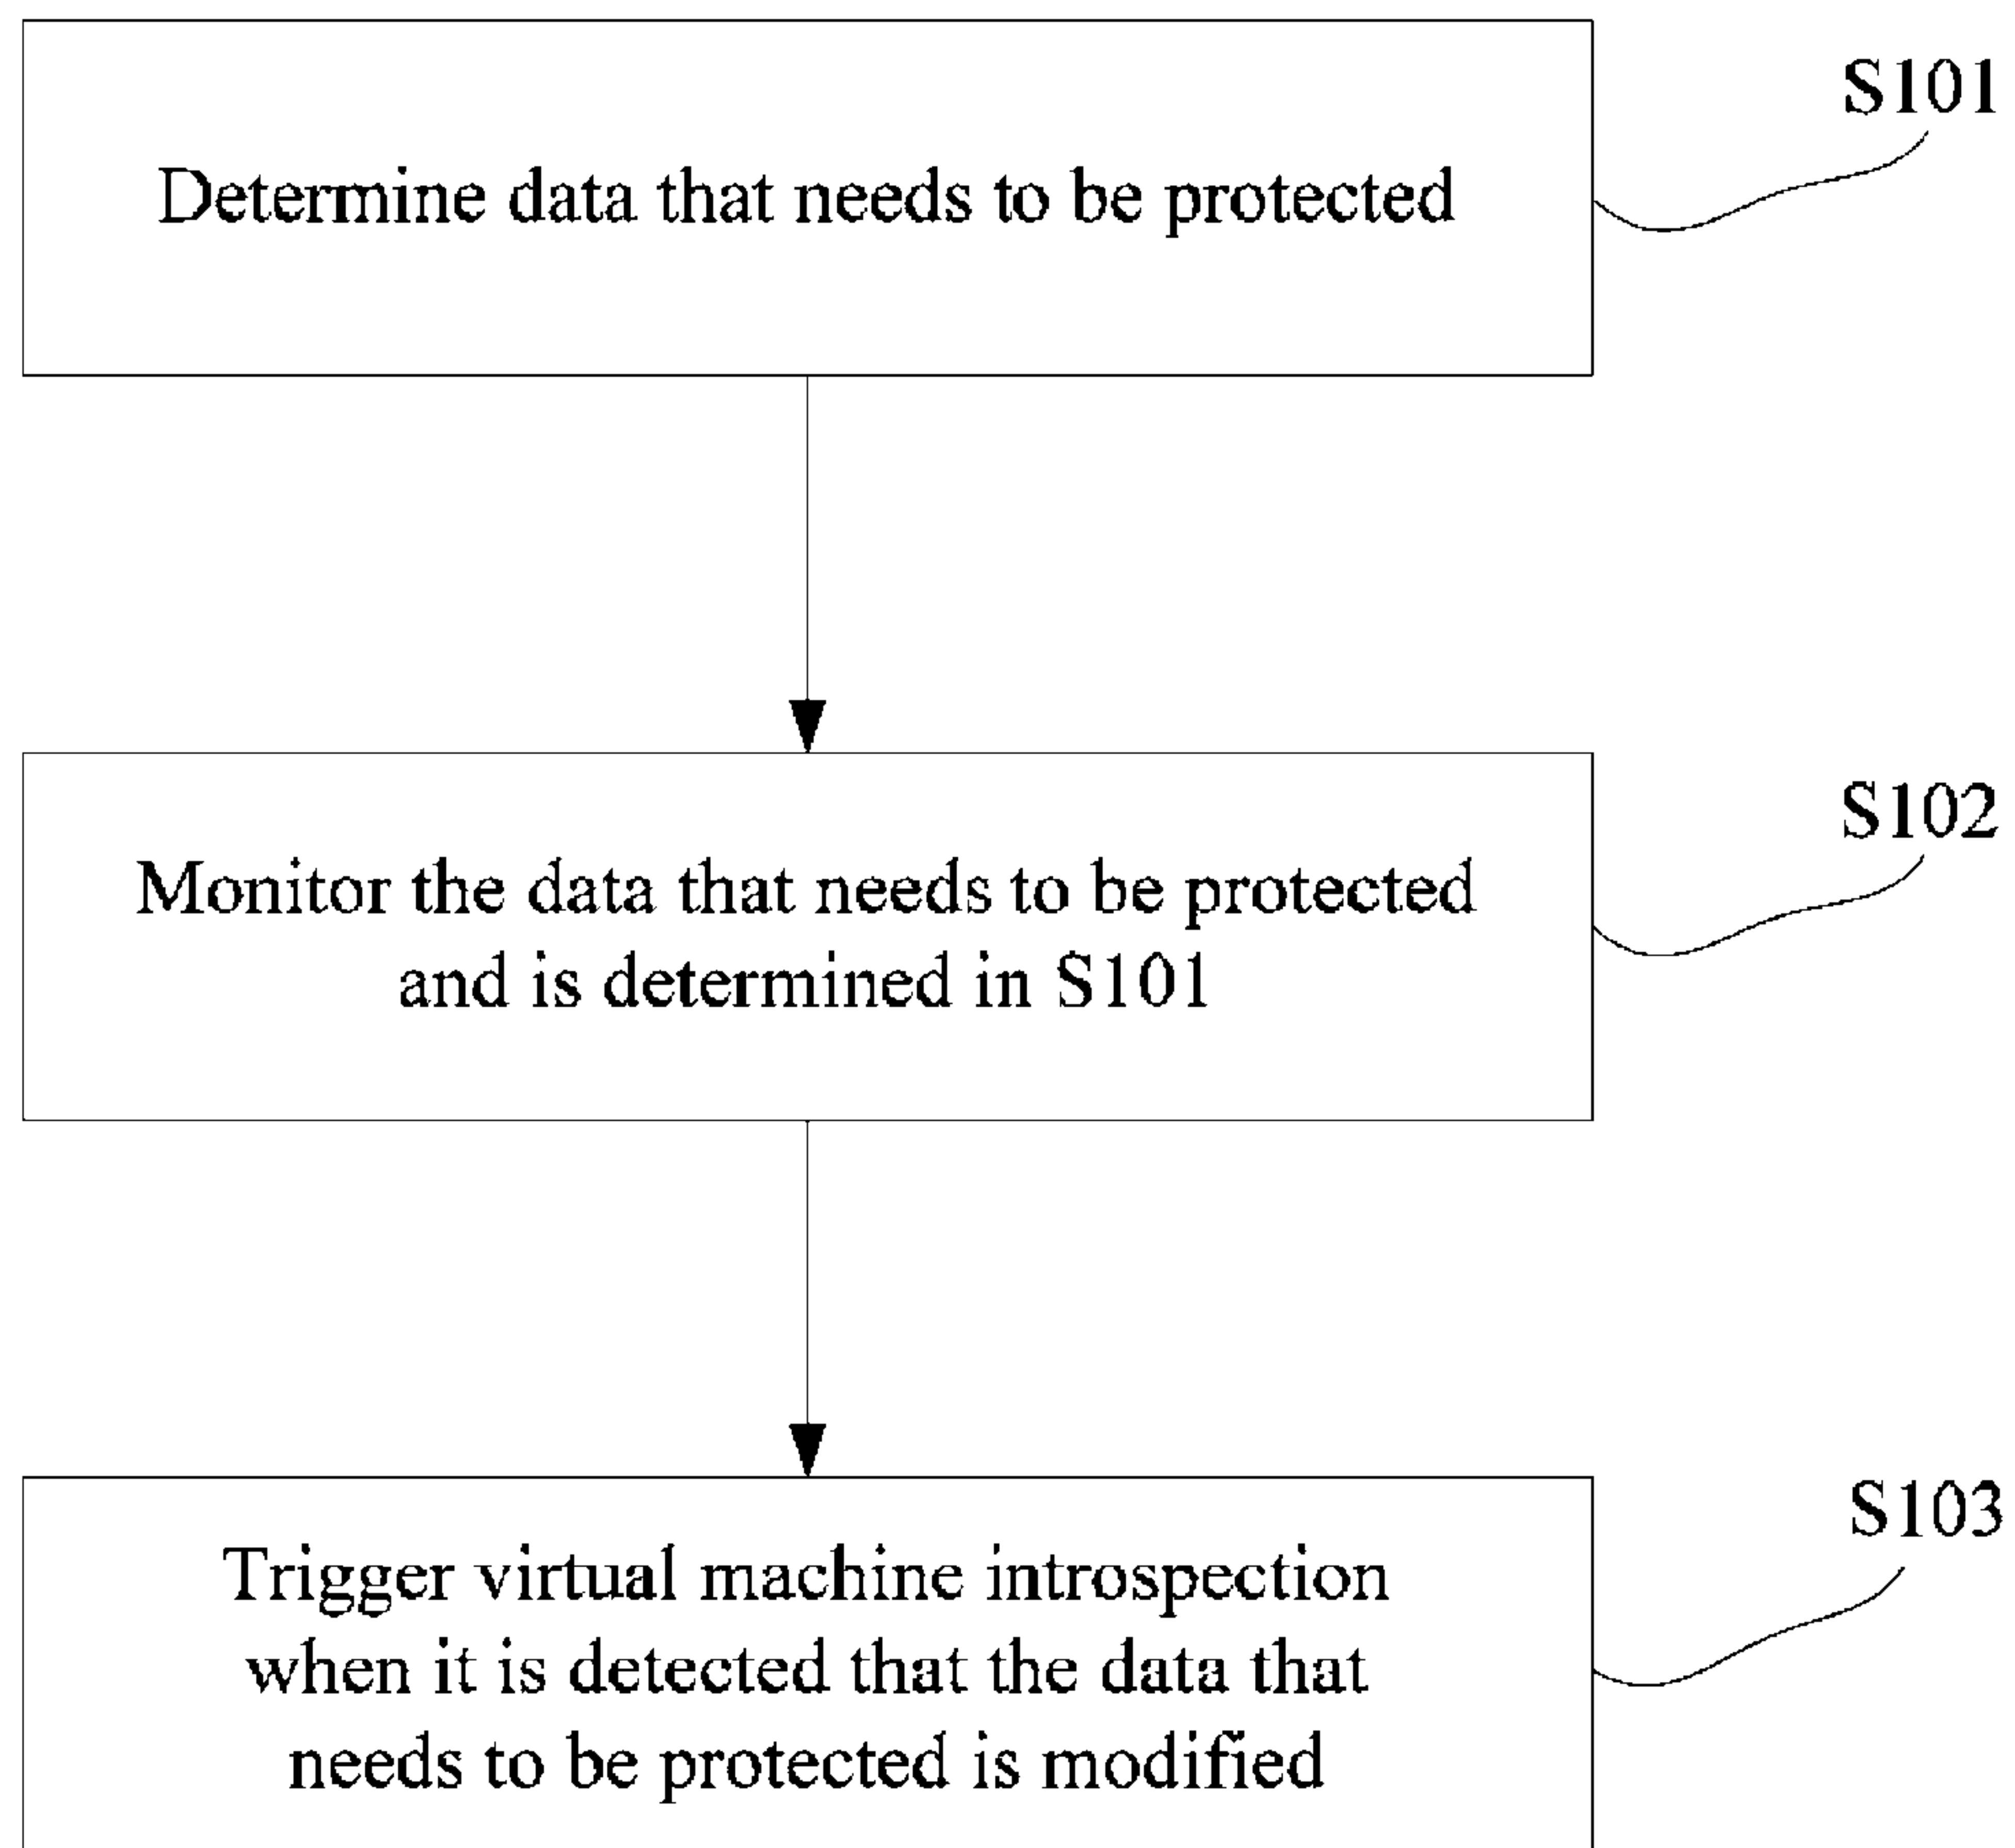 S101
Determine data that needs to be protected
S102
Monitor the data that needs to be protected
and is determined in S101
S103
Trigger virtual machine introspection
when it is detected that the data that
needs to be protected is modified